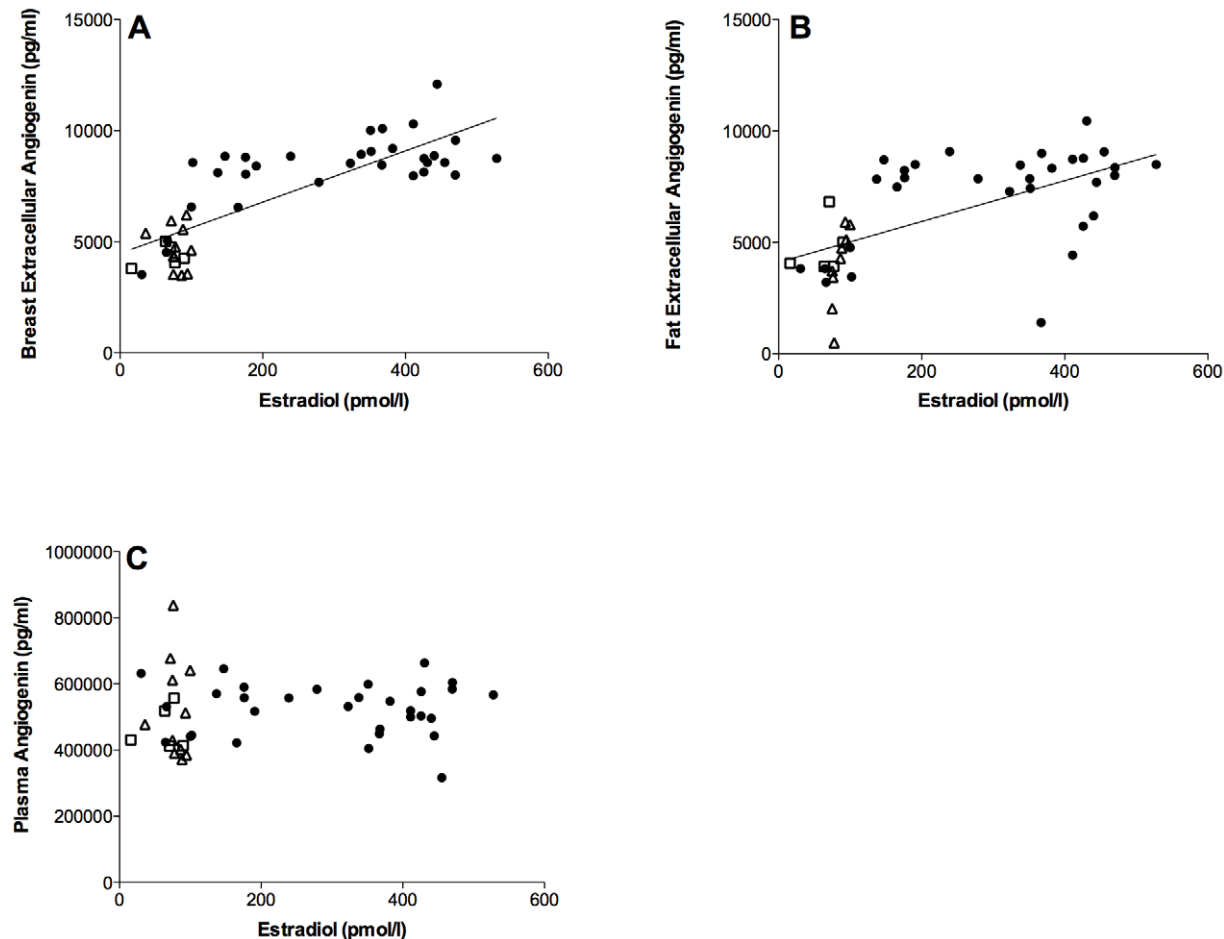 A
15000
10000
5000
0
Breast Extracellular Angiogenin (pg/ml)
0 200 400 600
Estradiol (pmol/l)
B
15000
10000
5000
0
Fat Extracellular Angigogenin (pg/ml)
0 200 400 600
Estradiol (pmol/l)
C
1000000
800000
600000
400000
200000
0
Plasma Angiogenin (pg/ml)
0 200 400 600
Estradiol (pmol/l)